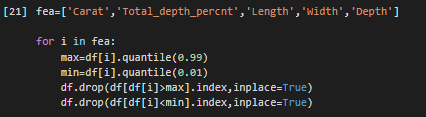 [21] fea=['Carat','Total_depth_percnt','Length','Width','Depth']
for i in fea:
max=df[i].quantile(0.99)
min=df[i].quantile(0.01)
df.drop(df[df[i]>max].index,inplace=True)
df.drop(df[df[i]<min].index,inplace=True)